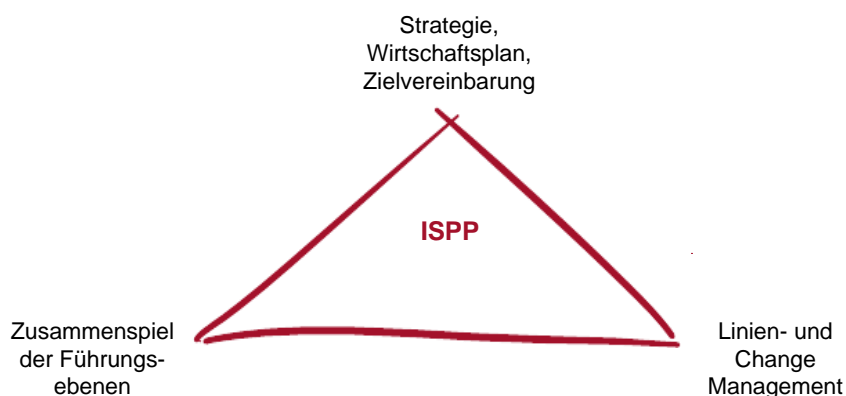 Strategie,
Wirtschaftsplan,
Zielvereinbarung
ISPP
Zusammenspiel
der Führungs-
ebenen
Linien- und
Change
Management